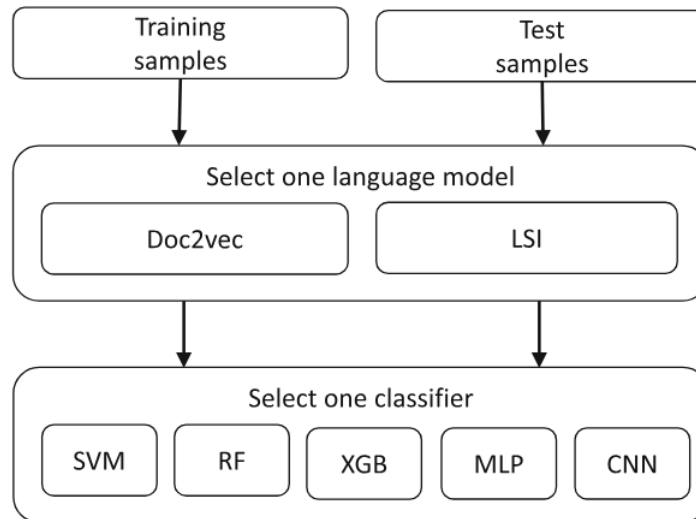 Training
samples
Test
samples
Select one language model
Doc2vec
LSI
Select one classifier
SVM
RF
XGB
MLP
CNN